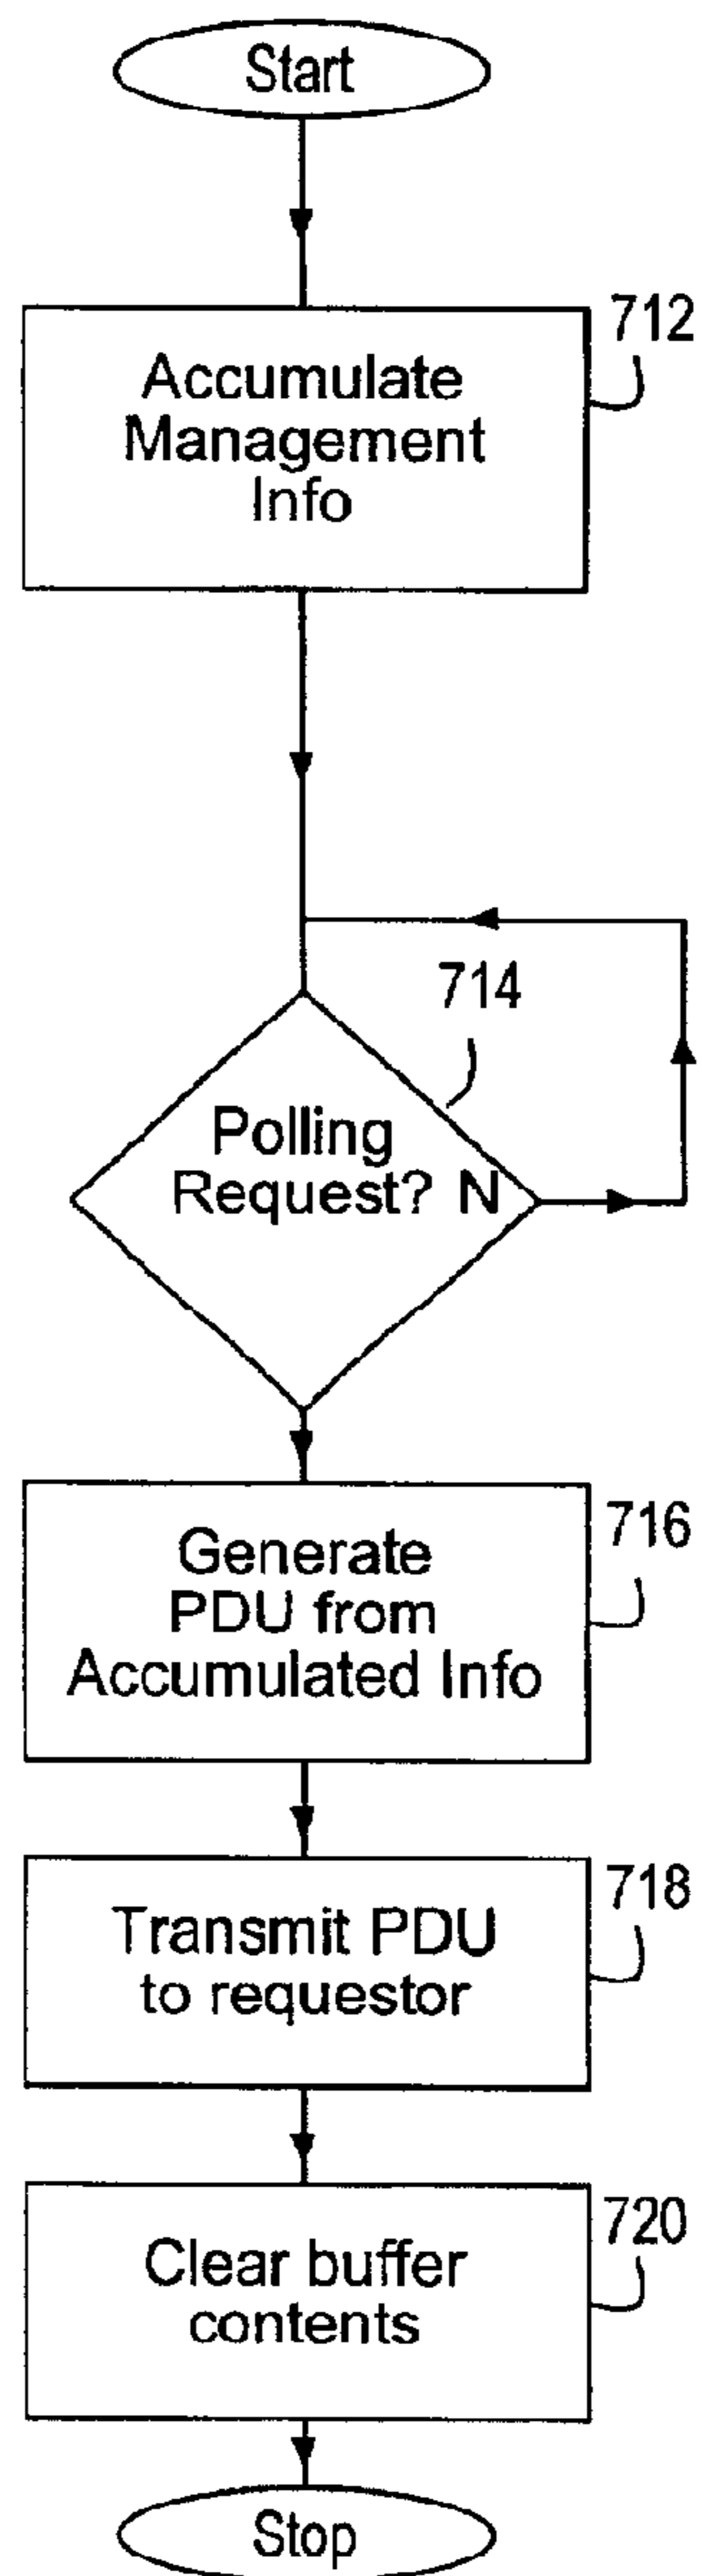 Start
712
Accumulate
Management
Info
714
Polling
Request? N
716
Generate
PDU from
Accumulated Info
718
Transmit PDU
to requestor
720
Clear buffer
contents
Stop